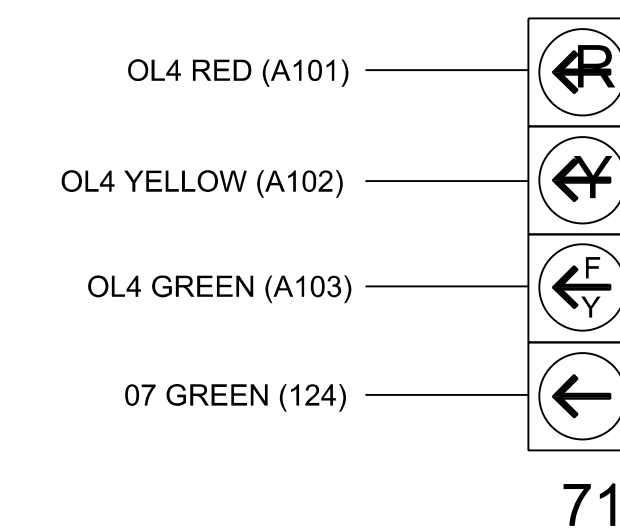 OL4 RED (A101)
R
OL4 YELLOW (A102)
Y
OL4 GREEN (A103)
F
Y
07 GREEN (124)
71